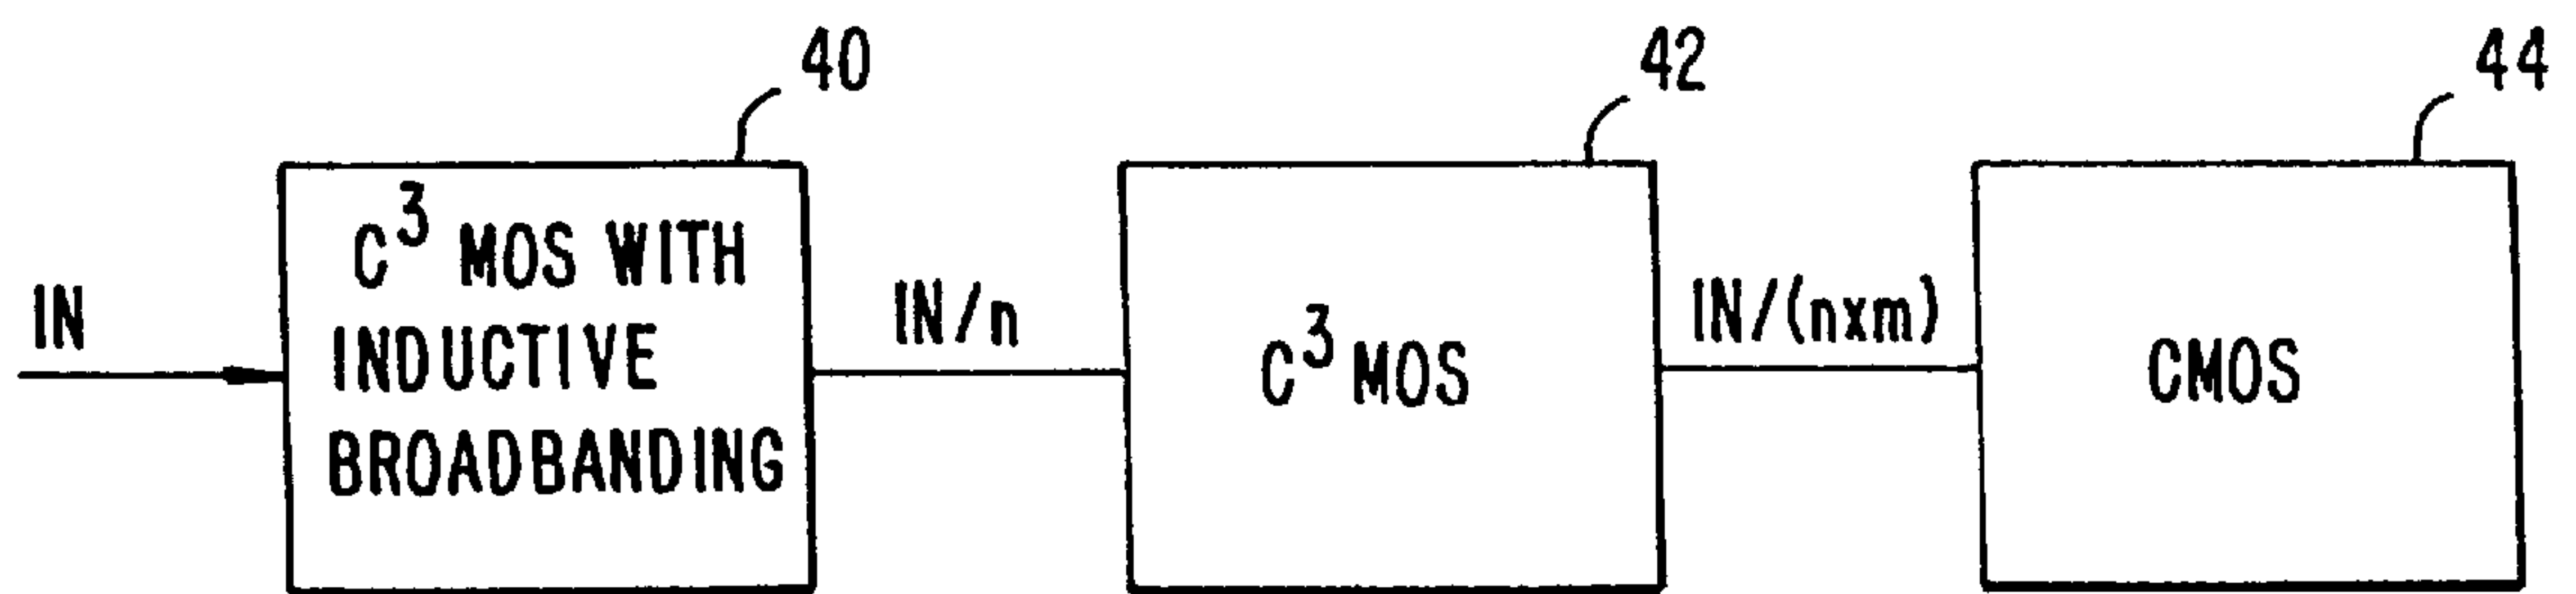 40
42
44
IN
C³ MOS WITH
INDUCTIVE
BROADBANDING
IN/n
C³ MOS
IN/(nxm)
CMOS